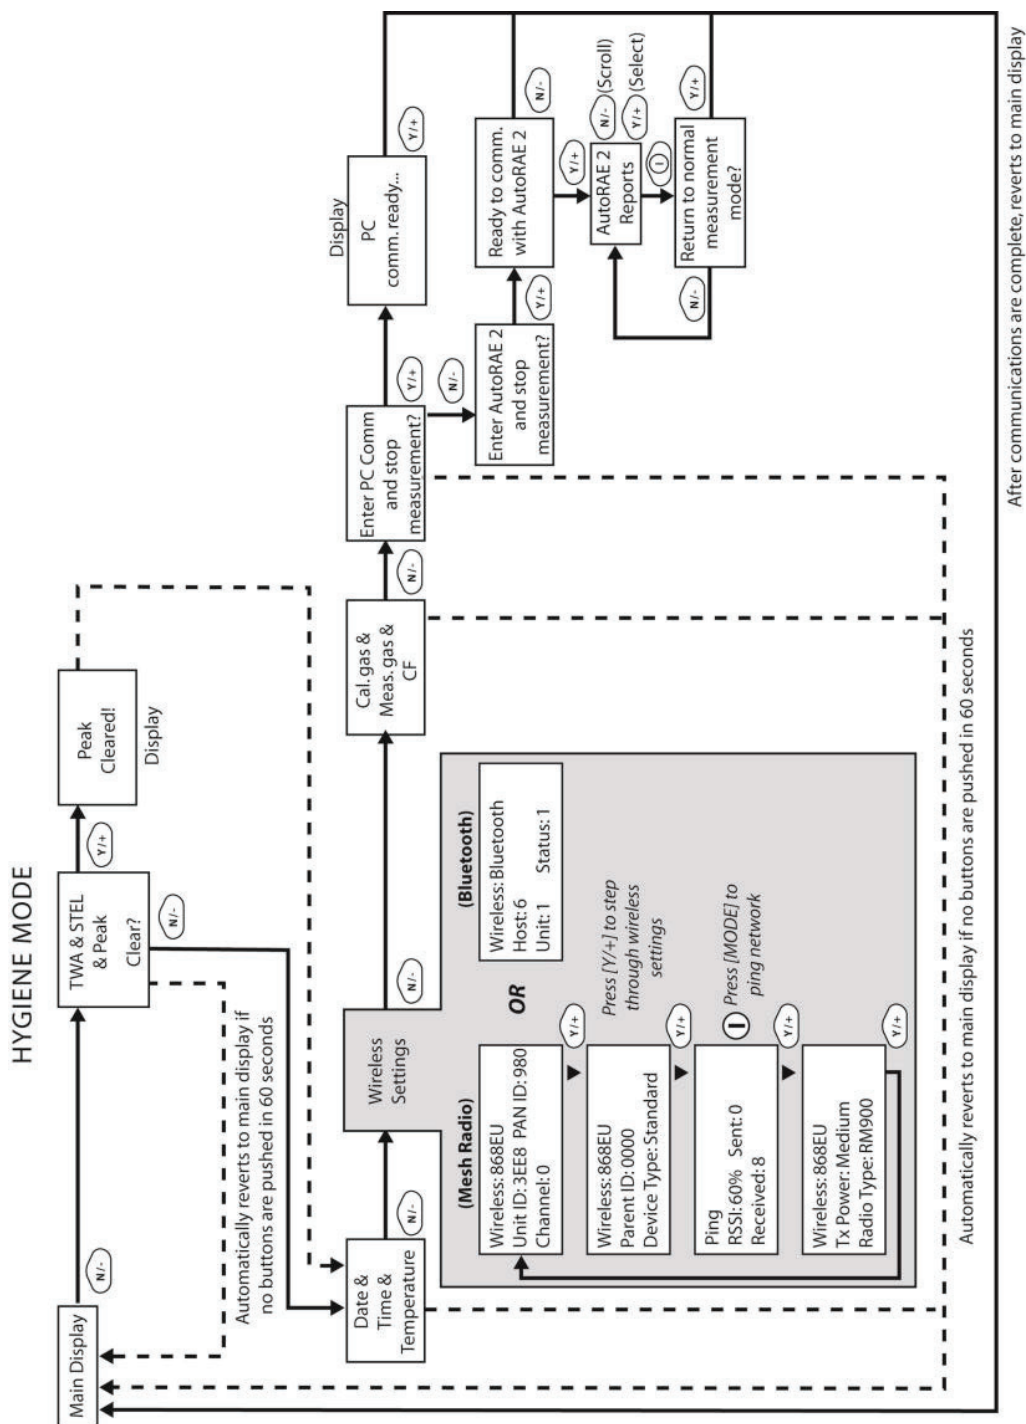 HYGIENE MODE
Main Display
N/-
TWA & STEL
& Peak
Clear?
Y/+
N/-
Peak
Cleared!
Display
Automatically reverts to main display if
no buttons are pushed in 60 seconds
Date &
Time &
Temperature
N/-
Wireless
Settings
N/-
Cal. gas &
Meas. gas &
CF
N/-
Enter PC Comm
and stop
measurement?
Y/+
N/-
Display
PC
comm. ready...
Y/+
Enter AutoRAE 2
and stop
measurement?
Y/+
Ready to comm.
with AutoRAE 2
N/-
Y/+
AutoRAE 2
Reports
N/- (Scroll)
Y/+ (Select)
Return to normal
measurement
mode?
N/-
Y/+
(Mesh Radio)
Wireless: 868EU
Unit ID: 3EE8 PAN ID: 980
Channel: 0
Y/+
Wireless: 868EU
Parent ID: 0000
Device Type: Standard
Y/+
Ping
RSSI: 60% Sent: 0
Received: 8
Y/+
Wireless: 868EU
Tx Power: Medium
Radio Type: RM900
Y/+
OR
(Bluetooth)
Wireless: Bluetooth
Host: 6
Unit: 1 Status: 1
Press [Y/+] to step
through wireless
settings
Press [MODE] to
ping network
Automatically reverts to main display if no buttons are pushed in 60 seconds
After communications are complete, reverts to main display